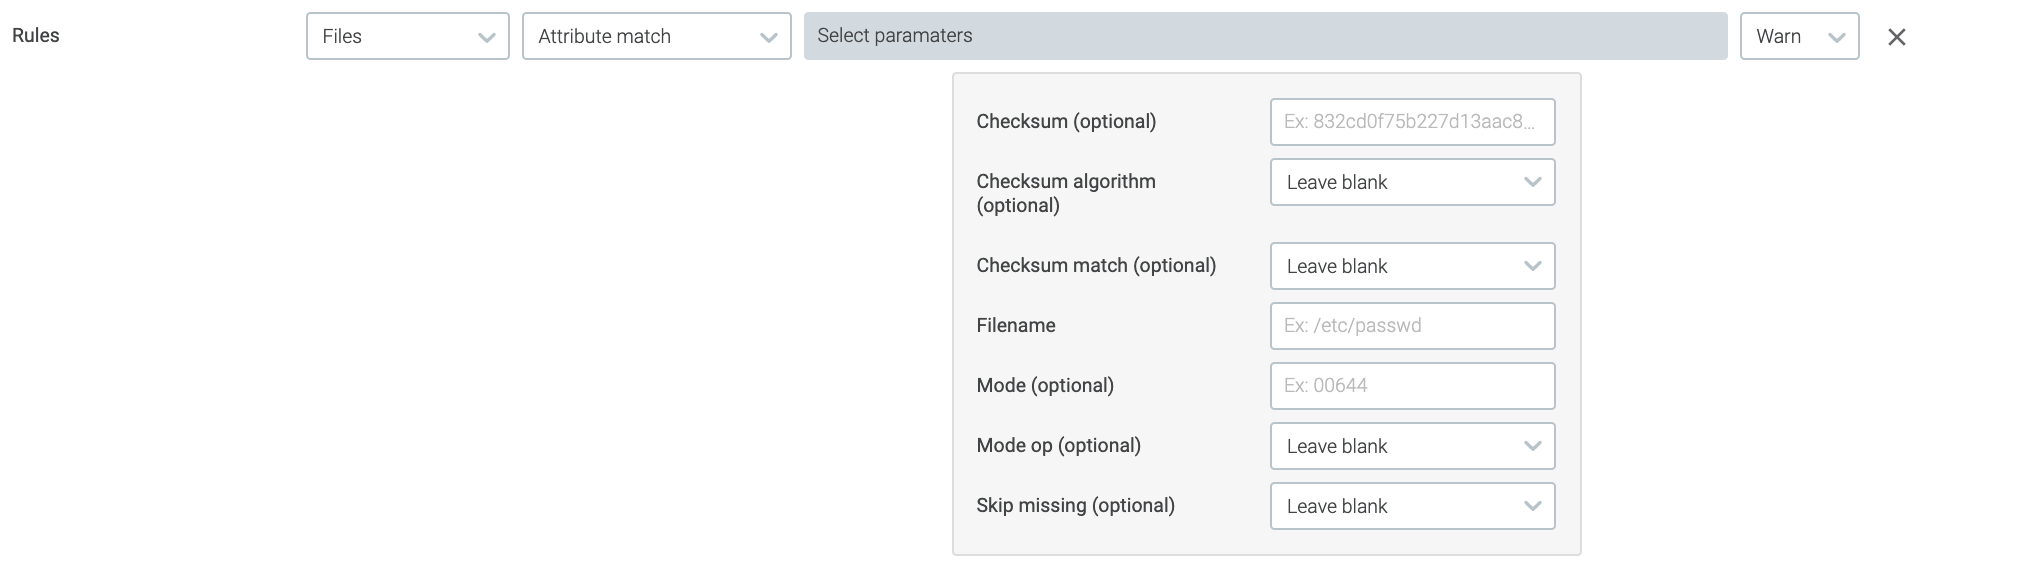 Rules
Files
Attribute match
Select paramaters
Warn
Checksum (optional)
Ex: 832cd0f75b227d13aac8...
Checksum algorithm
(optional)
Leave blank
Checksum match (optional)
Leave blank
Filename
Ex: /etc/passwd
Mode (optional)
Ex: 00644
Mode op (optional)
Leave blank
Skip missing (optional)
Leave blank